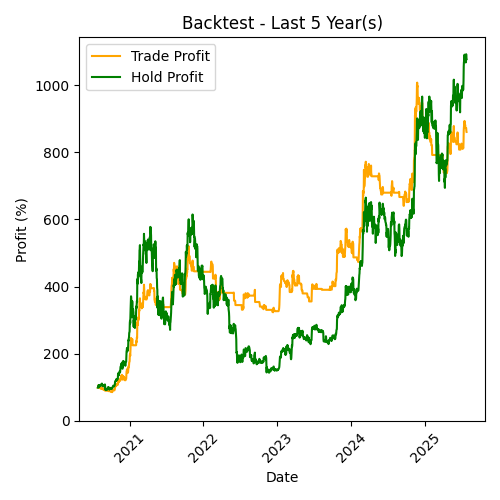 Backtest - Last 5 Year(s)
Trade Profit
Hold Profit
Profit (%)
1000
800
600
400
200
0
2021
2022
2023
2024
2025
Date